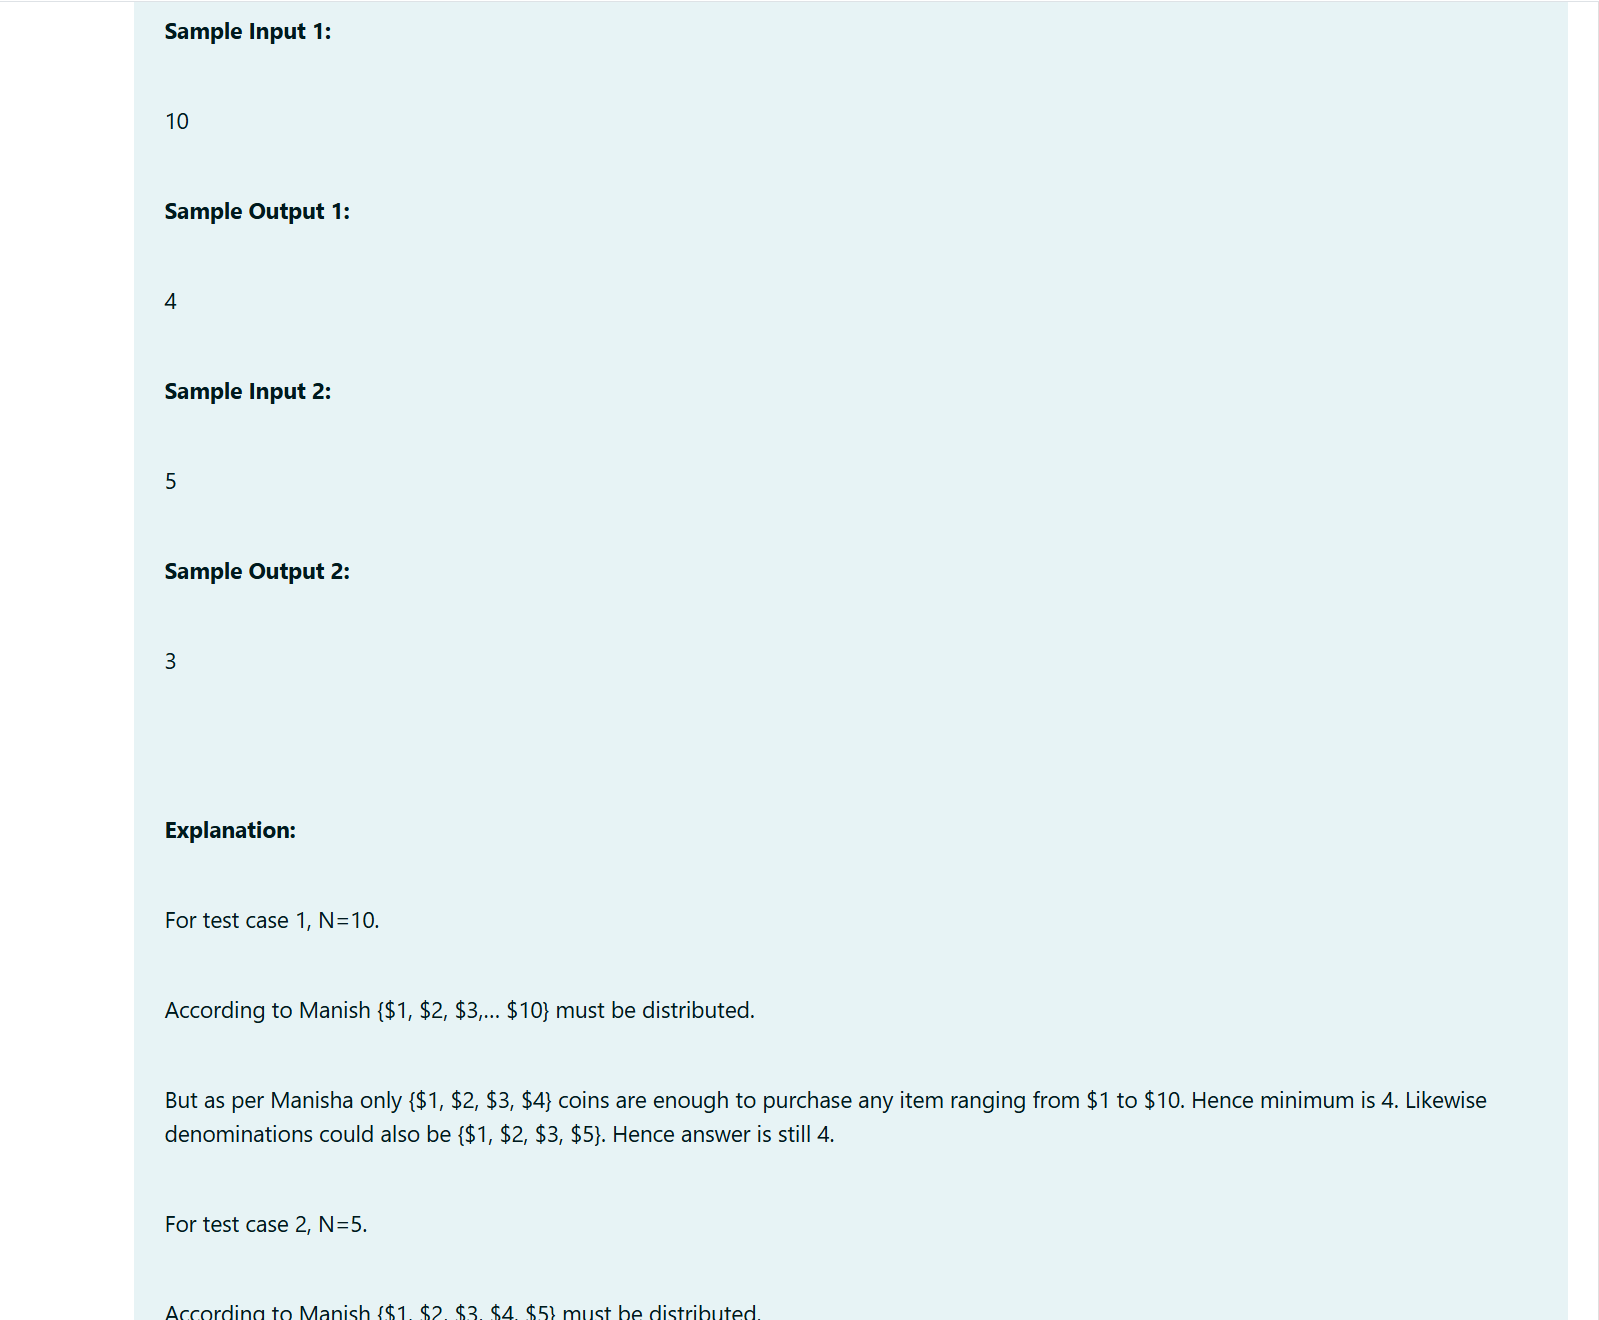 Sample Input 1:
10
Sample Output 1:
4
Sample Input 2:
5
Sample Output 2:
3
Explanation:
For test case 1, N=10.
According to Manish {$1, $2, $3,... $10} must be distributed.
But as per Manisha only {$1, $2, $3, $4} coins are enough to purchase any item ranging from $1 to $10. Hence minimum is 4. Likewise
denominations could also be {$1, $2, $3, $5}. Hence answer is still 4.
For test case 2, N=5.
According to Manish {$1, $2, $3, $4, $5} must be distributed.